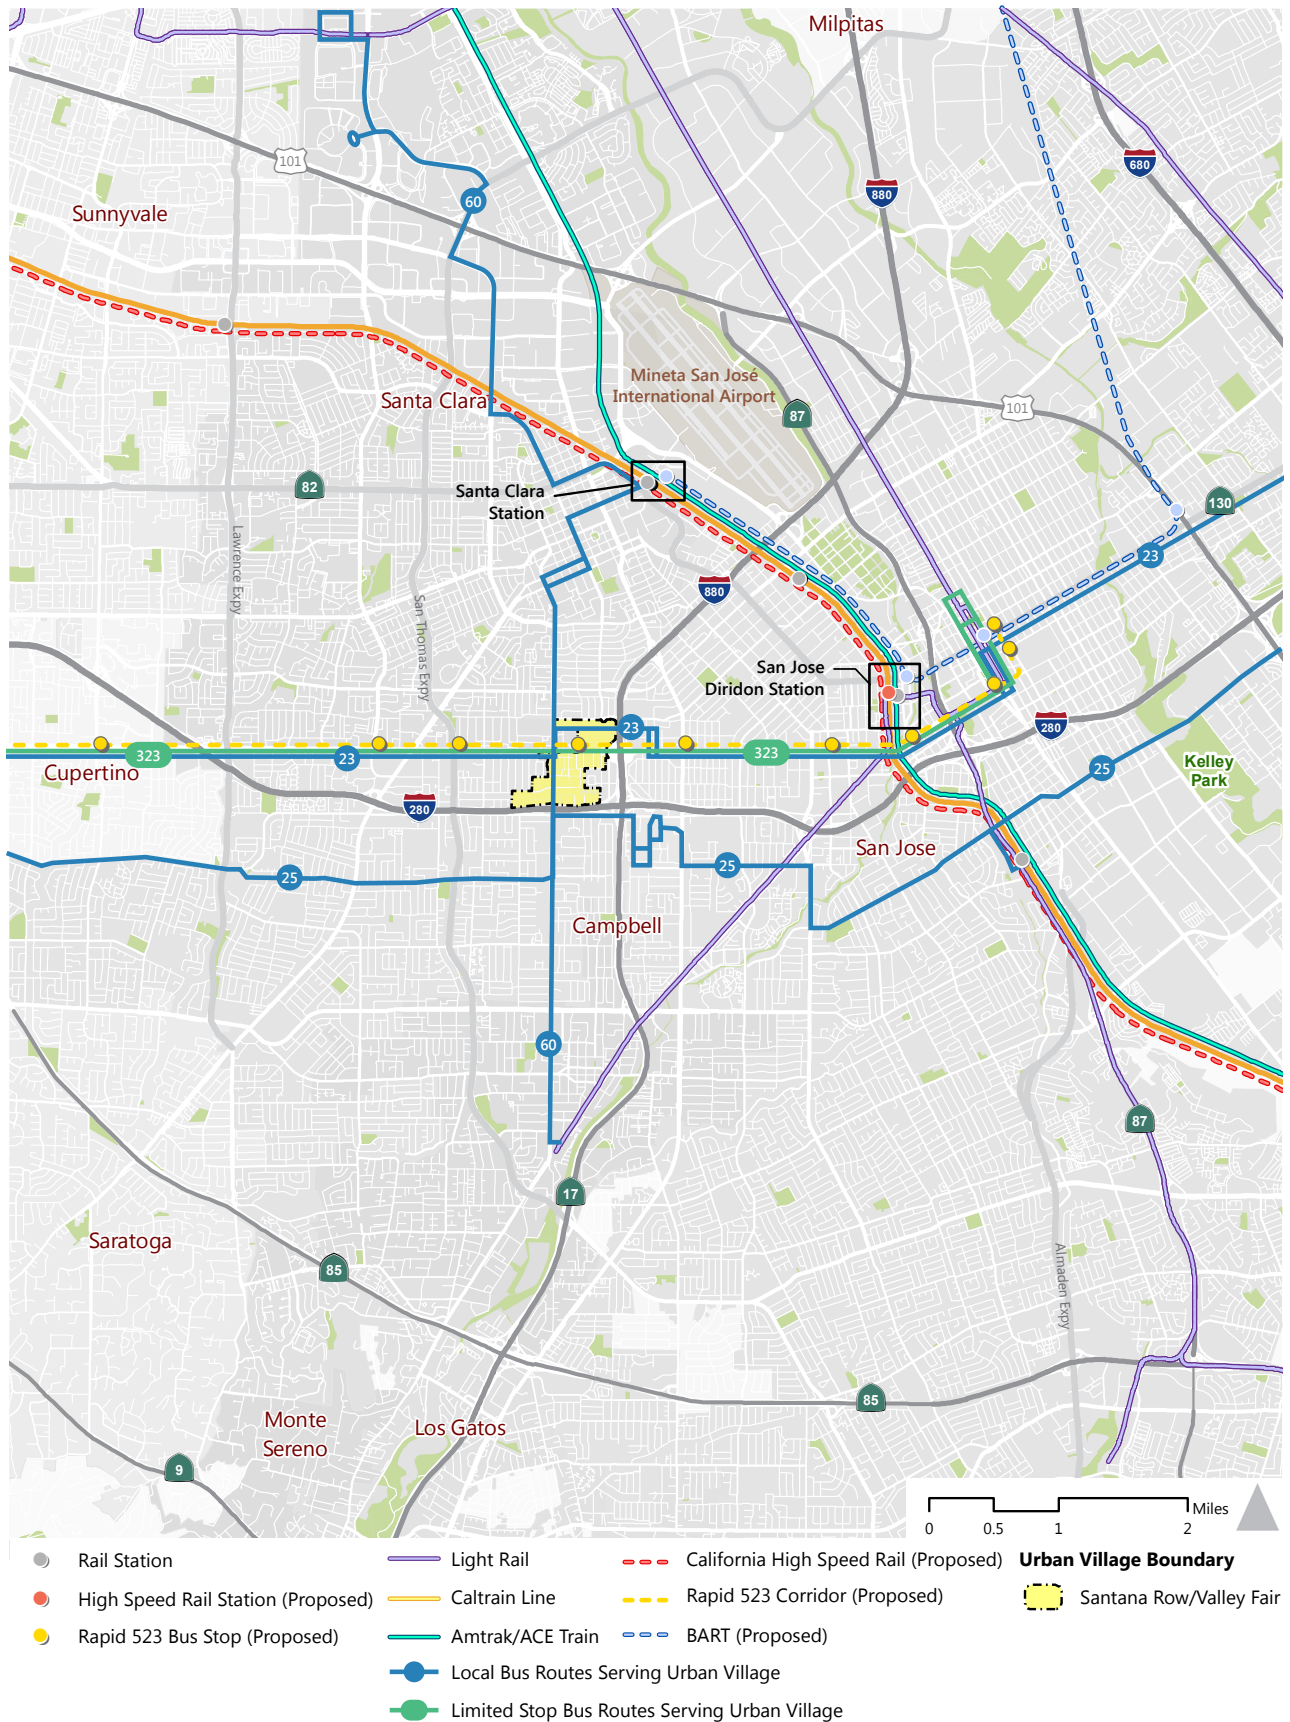 Milpitas
680
101
880
Sunnyvale
60
Mineta San José
International Airport
Santa Clara
87
101
82
Santa Clara
Station
130
Lawrence Expy
23
880
San Thomas Expy
San Jose
Diridon Station
23
280
323
23
323
Cupertino
25
Kelley
Park
280
San Jose
25
25
Campbell
60
87
17
Saratoga
85
Almaden Expy
85
Monte
Sereno
Los Gatos
9
Miles
0
0.5
1
2
Rail Station
High Speed Rail Station (Proposed)
Rapid 523 Bus Stop (Proposed)
Light Rail
Caltrain Line
Amtrak/ACE Train
Local Bus Routes Serving Urban Village
Limited Stop Bus Routes Serving Urban Village
California High Speed Rail (Proposed)
Rapid 523 Corridor (Proposed)
BART (Proposed)
Urban Village Boundary
Santana Row/Valley Fair